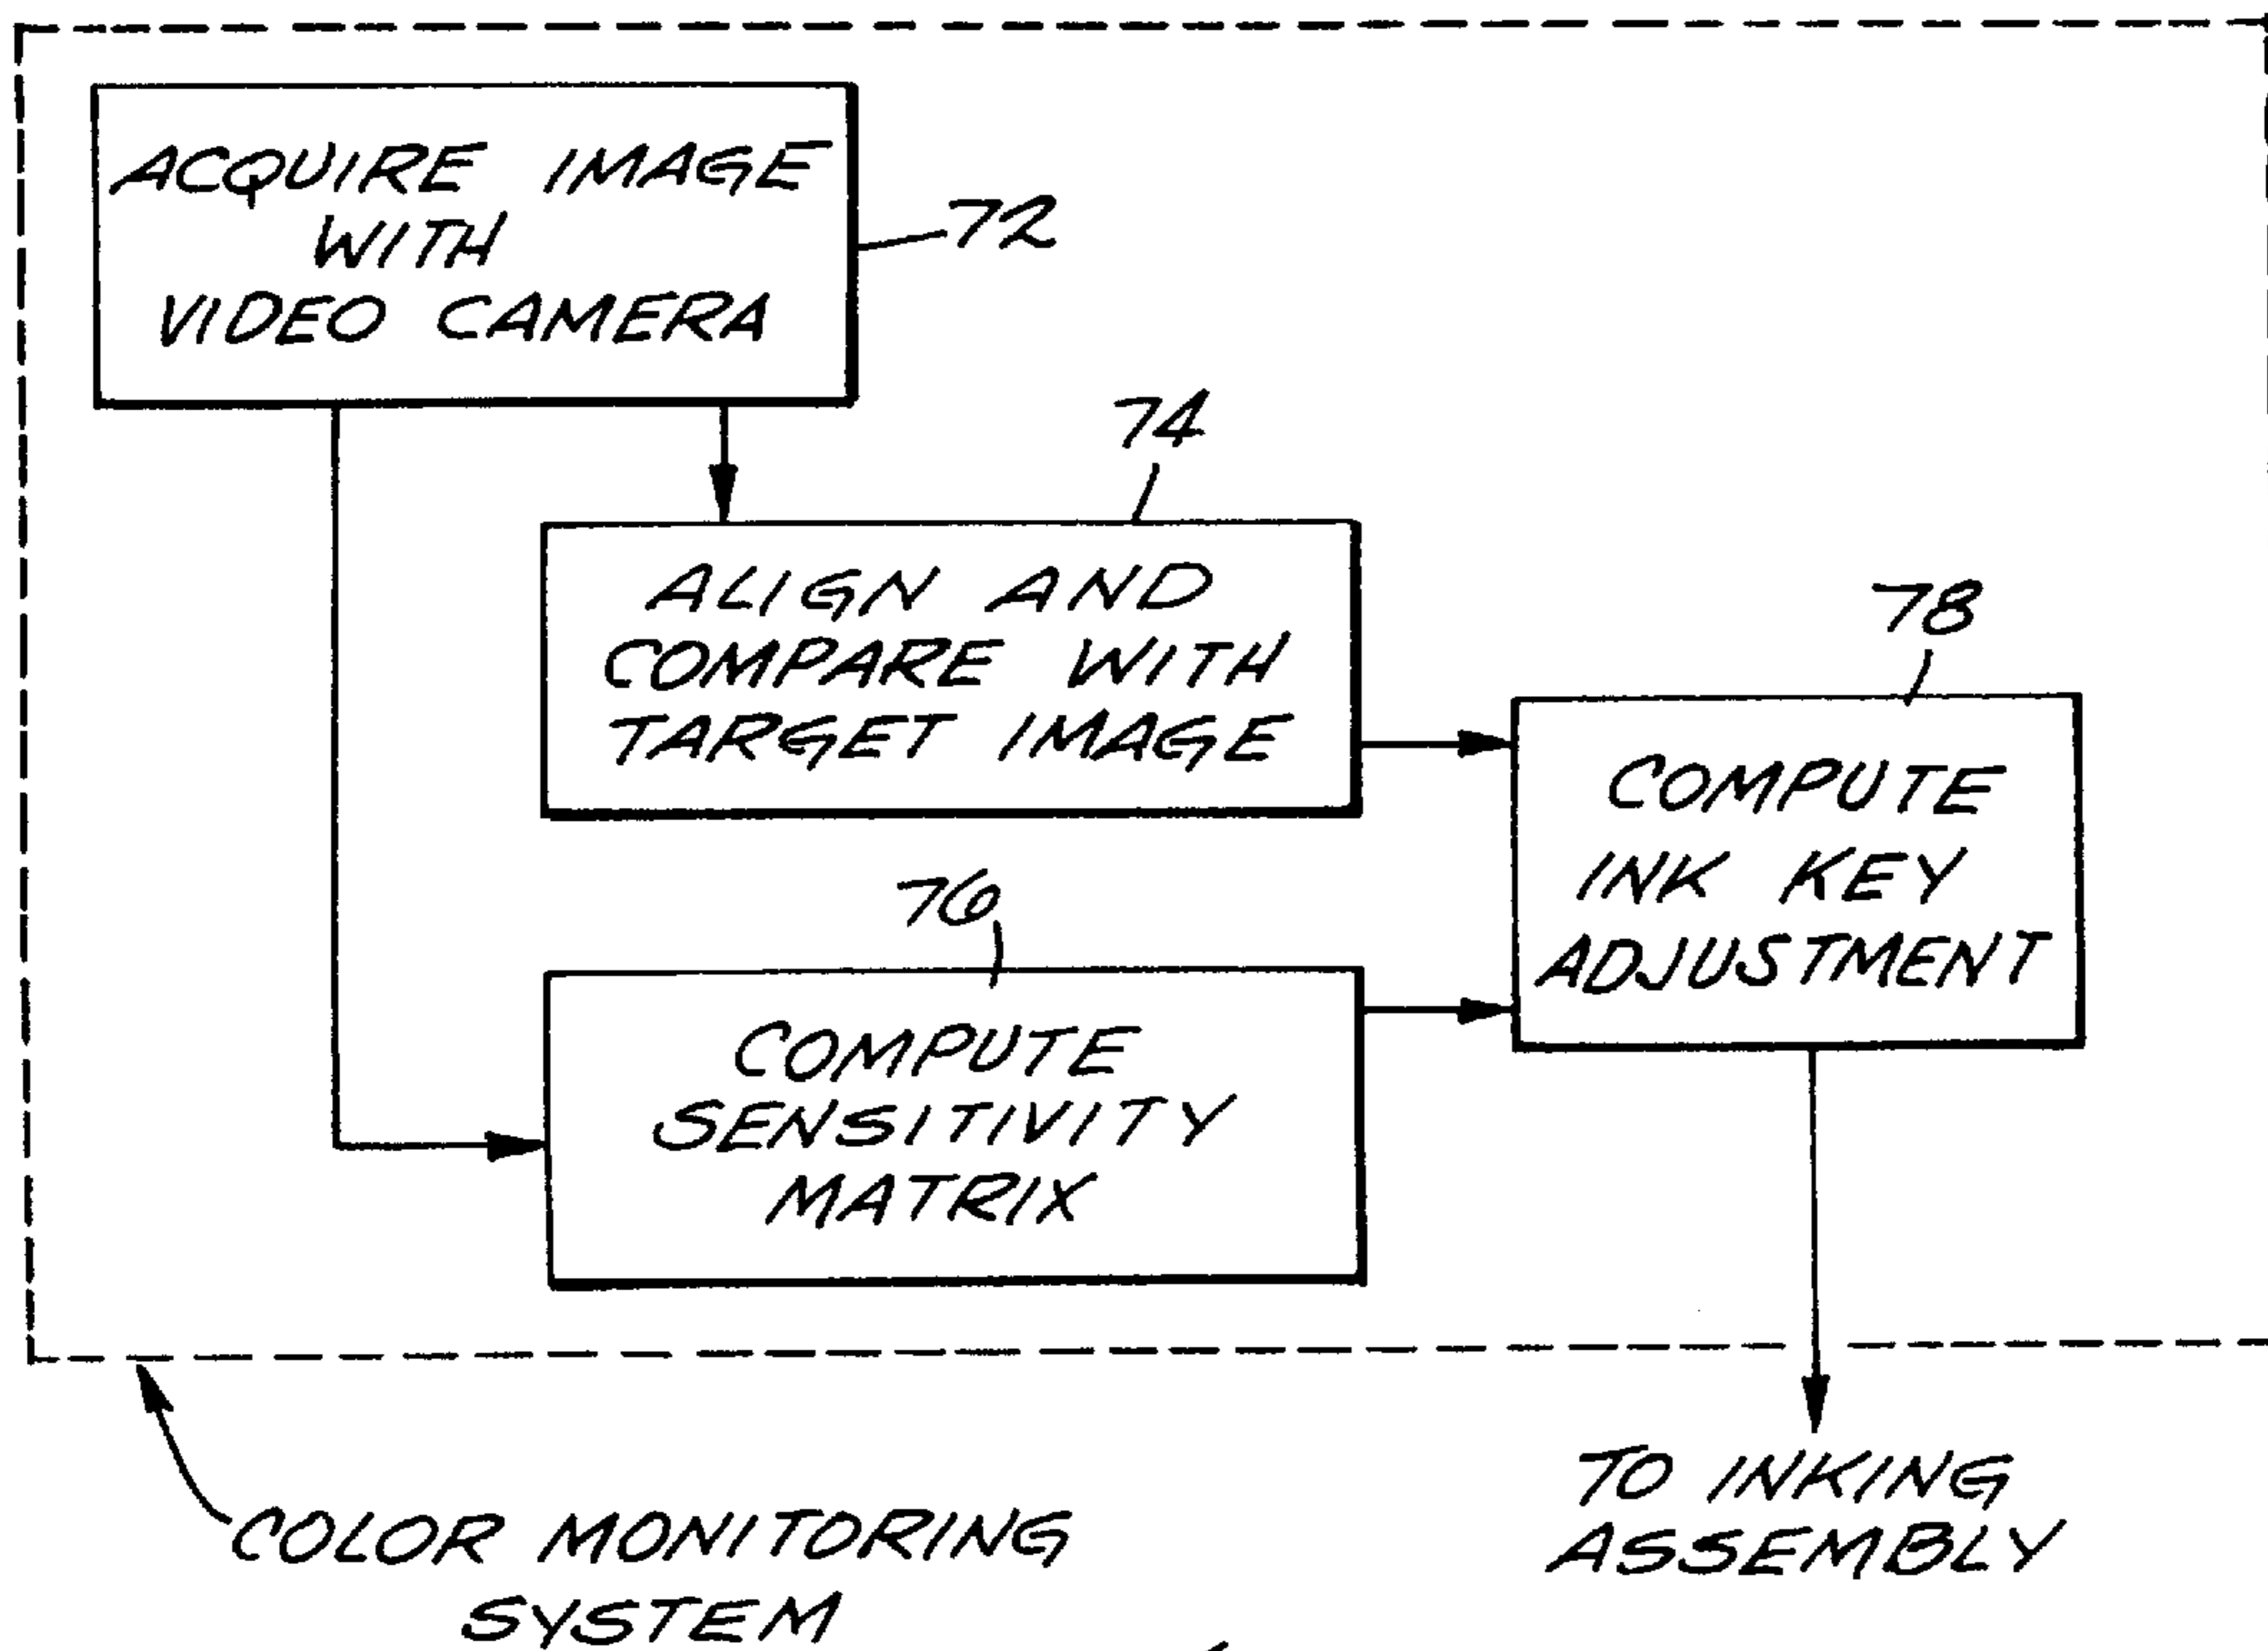 ACQUIRE IMAGE
WITH
VIDEO CAMERA
72
74
ALIGN AND
COMPARE WITH
TARGET IMAGE
78
COMPUTE
INK KEY
ADJUSTMENT
76
COMPUTE
SENSITIVITY
MATRIX
TO INKING
ASSEMBLY
COLOR MONITORING
SYSTEM